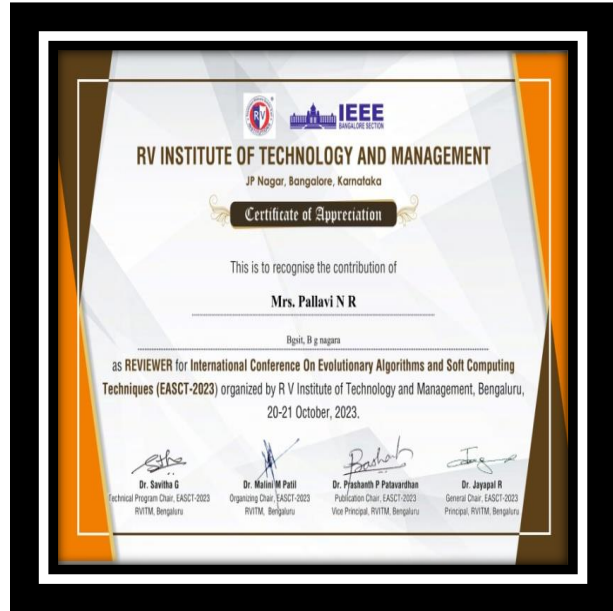 RV
IEEE
BANGALORE SECTION
RV INSTITUTE OF TECHNOLOGY AND MANAGEMENT
JP Nagar, Bangalore, Karnataka
Certificate of Appreciation
This is to recognise the contribution of
Mrs. Pallavi N R
Bgsit, B g nagara
as REVIEWER for International Conference On Evolutionary Algorithms and Soft Computing
Techniques (EASCT-2023) organized by R V Institute of Technology and Management, Bengaluru,
20-21 October, 2023.
Dr. Savitha G
Technical Program Chair, EASCT-2023
RVITM, Bengaluru
Dr. Malini M Patil
Organizing Chair, EASCT-2023
RVITM, Bengaluru
Dr. Prashanth P Patavardhan
Publication Chair, EASCT-2023
Vice Principal, RVITM, Bengaluru
Dr. Jayapal R
General Chair, EASCT-2023
Principal, RVITM, Bengaluru